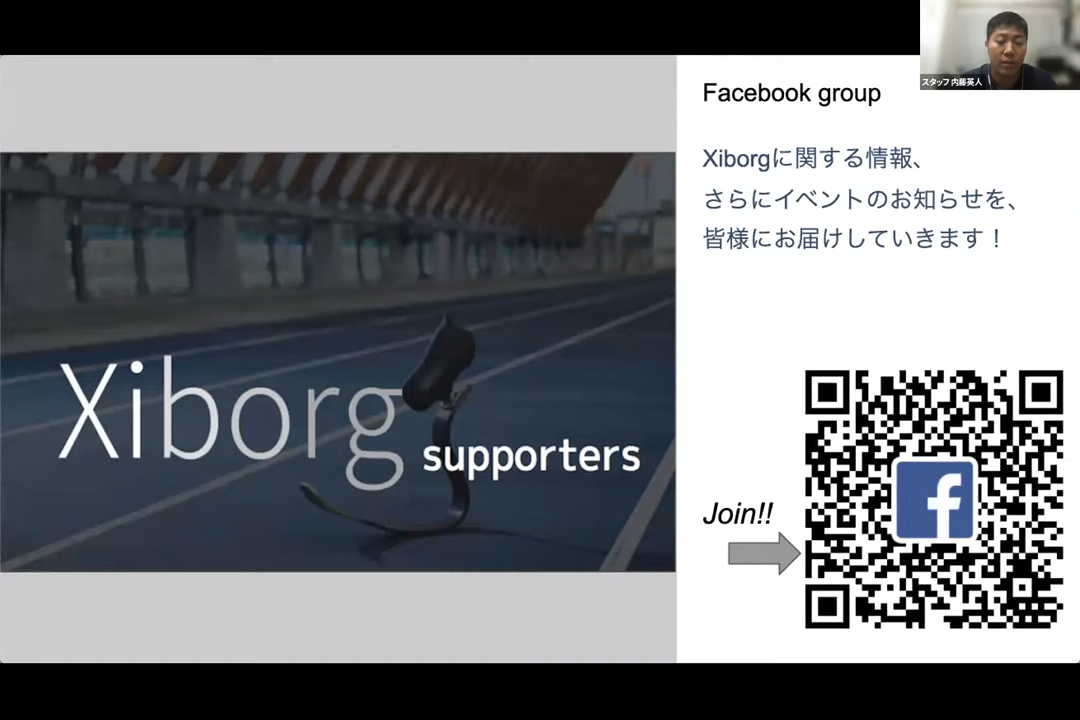 スタッフ 内藤英人
Facebook group
Xiborgに関する情報、
さらにイベントのお知らせを、
皆様にお届けしていきます！
Xiborg
supporters
Join!!